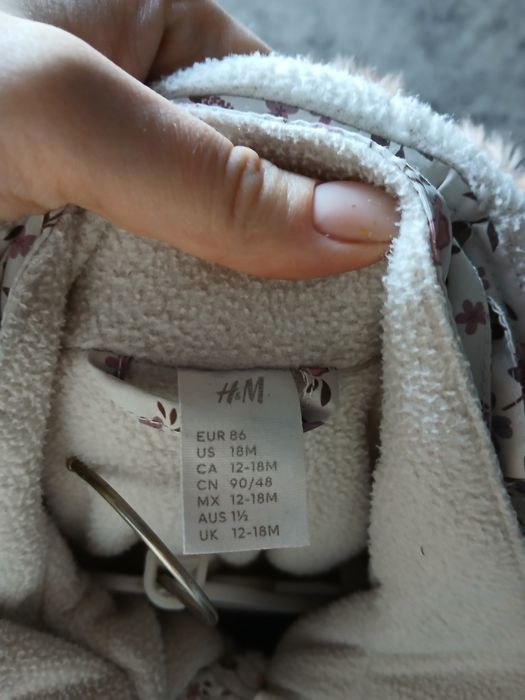 H&M
EUR 86
US 18M
CA 12-18M
CN 90/48
MX 12-18M
AUS 1½
UK 12-18M